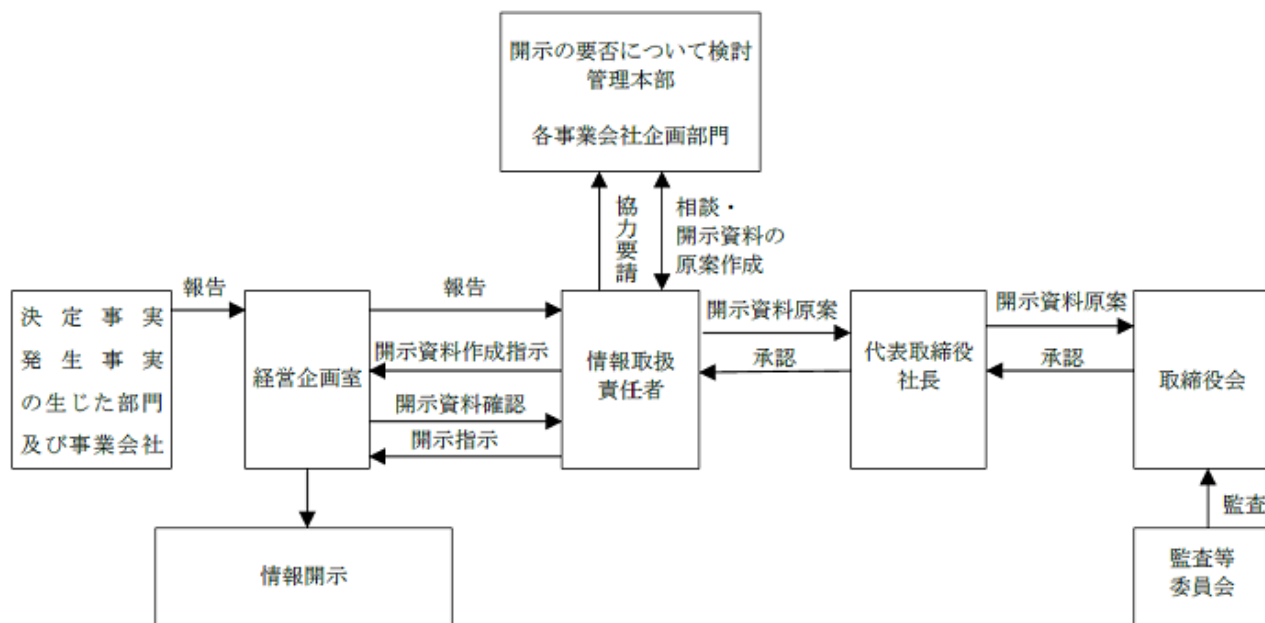 開示の要否について検討
管理本部
各事業会社企画部門
協力要請
相談・
開示資料の
原案作成
決定事実
発生事実
の生じた部門
及び事業会社
報告
経営企画室
報告
開示資料作成指示
開示資料確認
開示指示
情報取扱
責任者
開示資料原案
承認
代表取締役
社長
開示資料原案
承認
取締役会
監査
監査等
委員会
情報開示